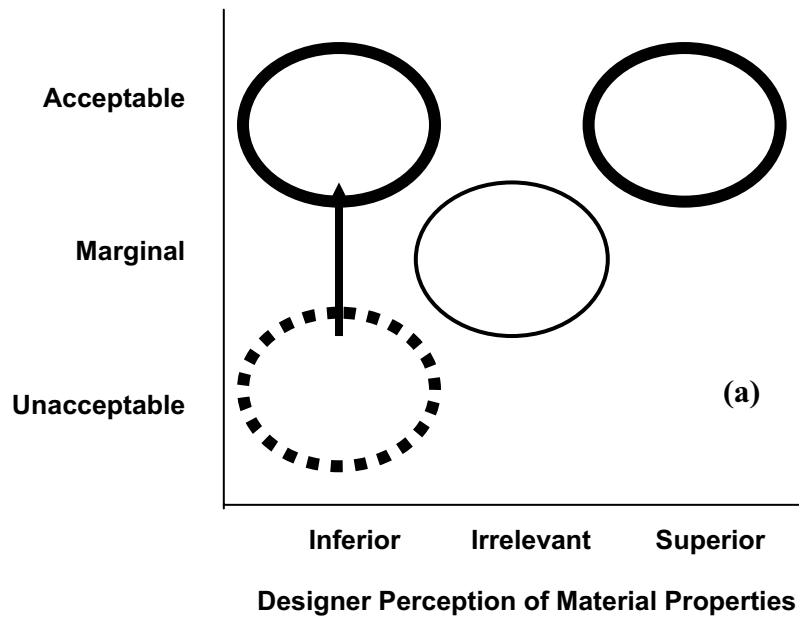 Acceptable
Marginal
Unacceptable
(a)
Inferior Irrelevant Superior
Designer Perception of Material Properties